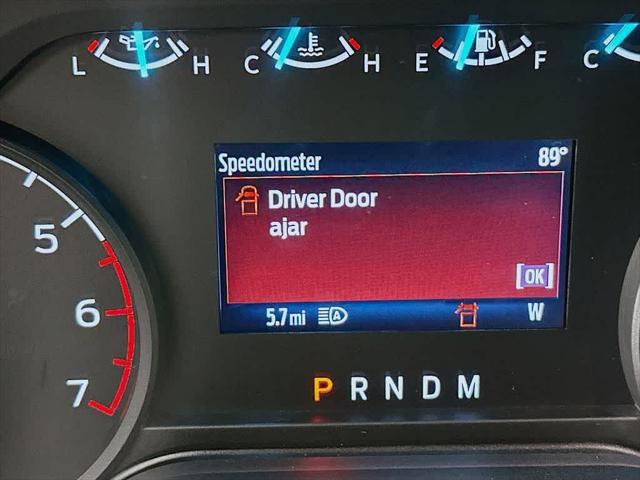 L H C H E F C
Speedometer 89°
Driver Door
ajar
[OK]
5.7 mi A W
5
6
7
P R N D M